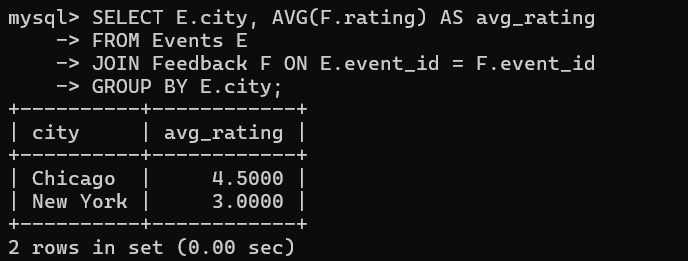 mysql> SELECT E.city, AVG(F.rating) AS avg_rating
    -> FROM Events E
    -> JOIN Feedback F ON E.event_id = F.event_id
    -> GROUP BY E.city;
+----------+------------+
| city     | avg_rating |
+----------+------------+
| Chicago  |     4.5000 |
| New York |     3.0000 |
+----------+------------+
2 rows in set (0.00 sec)